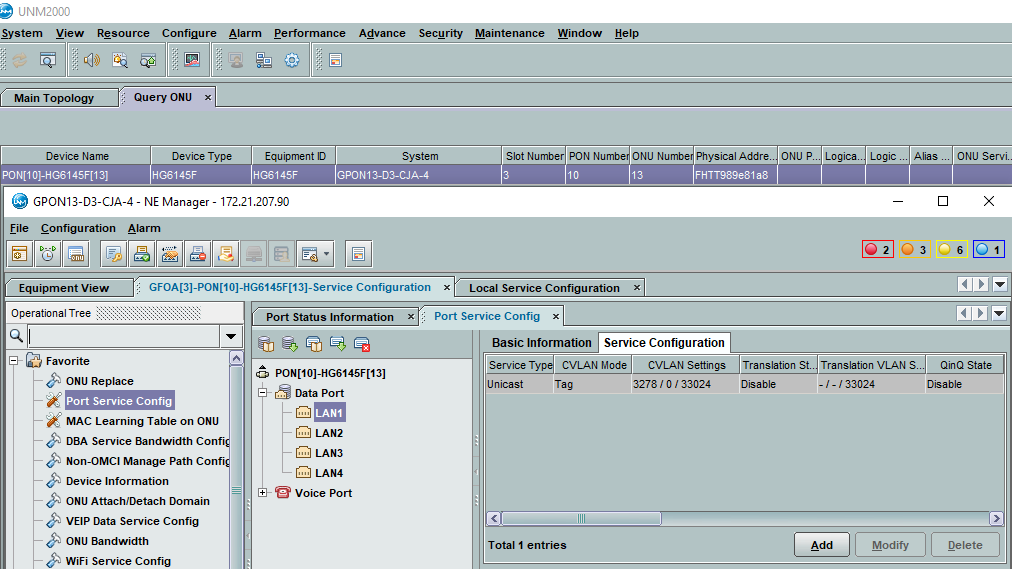 UNM2000
System View Resource Configure Alarm Performance Advance Security Maintenance Window Help
Main Topology Query ONU ×
Device Name Device Type Equipment ID System Slot Number PON Number ONU Number Physical Addre... ONU P... Logica... Logic ... Alias ... ONU Servi...
PON[10]-HG6145F[13] HG6145F HG6145F GPON13-D3-CJA-4 3 10 13 FHTT989e81a8
GPON13-D3-CJA-4 - NE Manager - 172.21.207.90
File Configuration Alarm
2 3 6 1
Equipment View GFOA[3]-PON[10]-HG6145F[13]-Service Configuration × Local Service Configuration ×
Operational Tree
Port Status Information × Port Service Config ×
Favorite
ONU Replace
Port Service Config
MAC Learning Table on ONU
DBA Service Bandwidth Config
Non-OMCI Manage Path Config
Device Information
ONU Attach/Detach Domain
VEIP Data Service Config
ONU Bandwidth
WiFi Service Config
PON[10]-HG6145F[13]
Data Port
LAN1
LAN2
LAN3
LAN4
Voice Port
Basic Information Service Configuration
Service Type CVLAN Mode CVLAN Settings Translation St... Translation VLAN S... QinQ State
Unicast Tag 3278 / 0 / 33024 Disable - / - / 33024 Disable
Total 1 entries Add Modify Delete